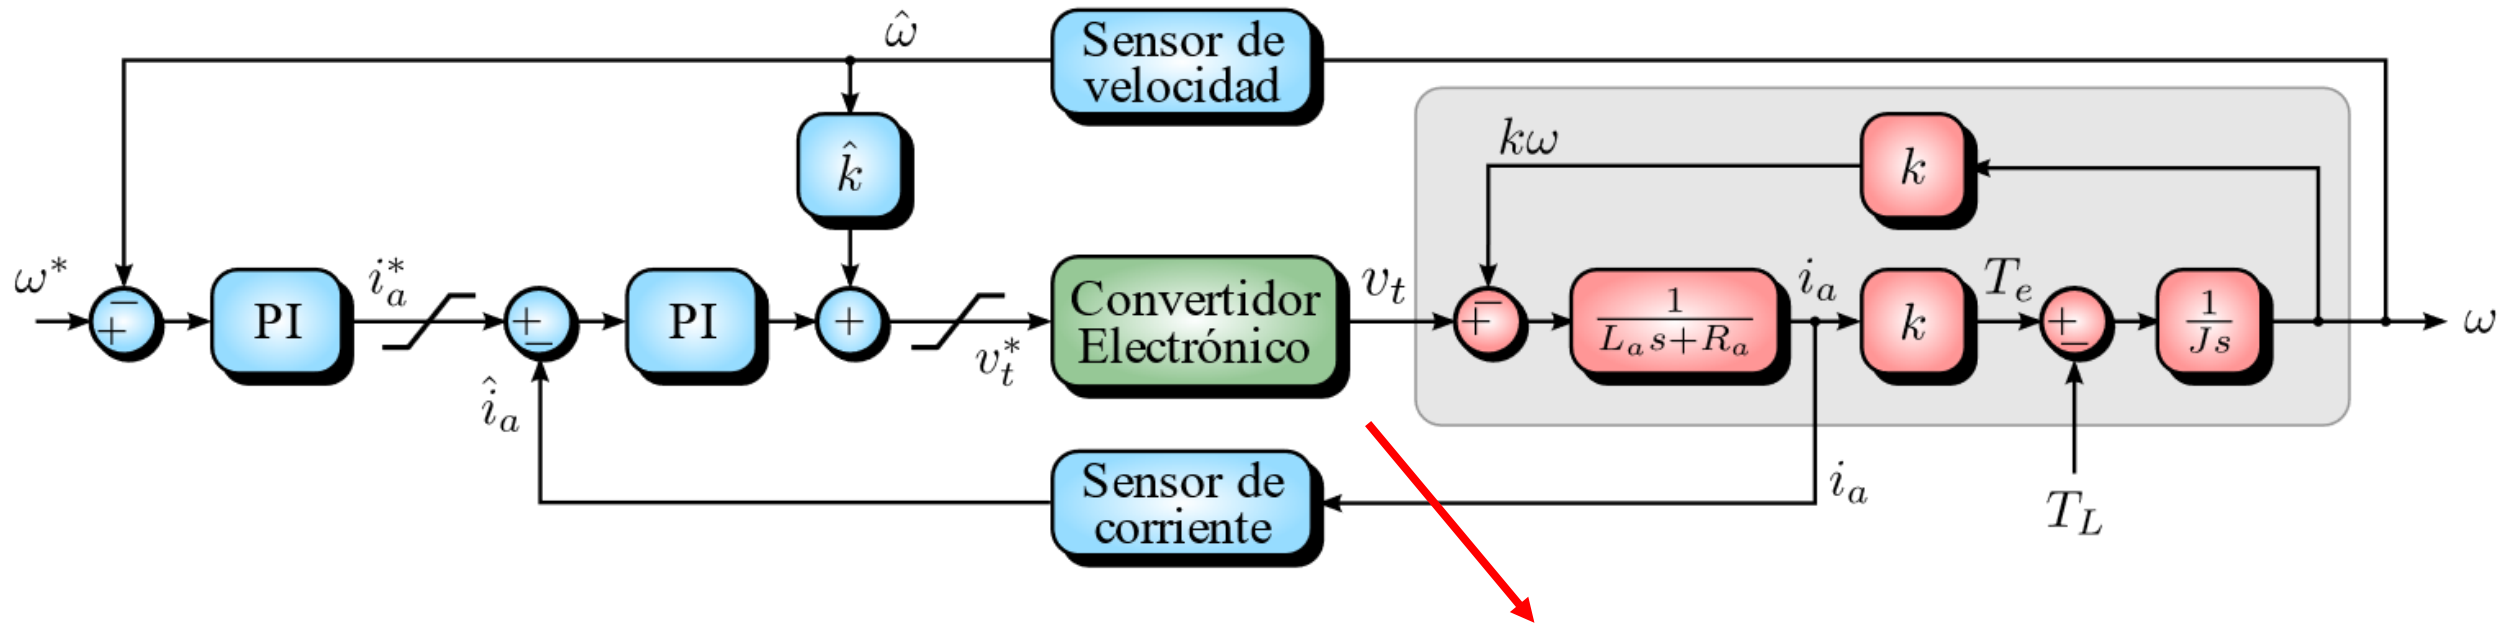 ω̂
Sensor de
velocidad
kω
k
k̂
ω*
−
+
PI
i*ₐ
+
−
PI
+
v*ₜ
Convertidor
Electrónico
vₜ
−
+
1
Lₐs+Rₐ
iₐ
k
Tₑ
+
−
1
Js
ω
îₐ
Sensor de
corriente
iₐ
T_L